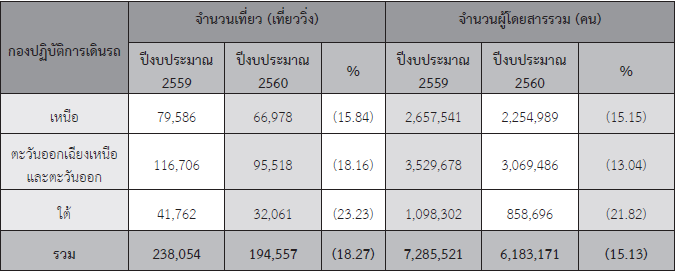 กองปฏิบัติการเดินรถ จำนวนเที่ยว (เที่ยววิ่ง) จำนวนผู้โดยสารรวม (คน)
ปีงบประมาณ 2559 ปีงบประมาณ 2560 % ปีงบประมาณ 2559 ปีงบประมาณ 2560 %
เหนือ 79,586 66,978 (15.84) 2,657,541 2,254,989 (15.15)
ตะวันออกเฉียงเหนือ และตะวันออก 116,706 95,518 (18.16) 3,529,678 3,069,486 (13.04)
ใต้ 41,762 32,061 (23.23) 1,098,302 858,696 (21.82)
รวม 238,054 194,557 (18.27) 7,285,521 6,183,171 (15.13)